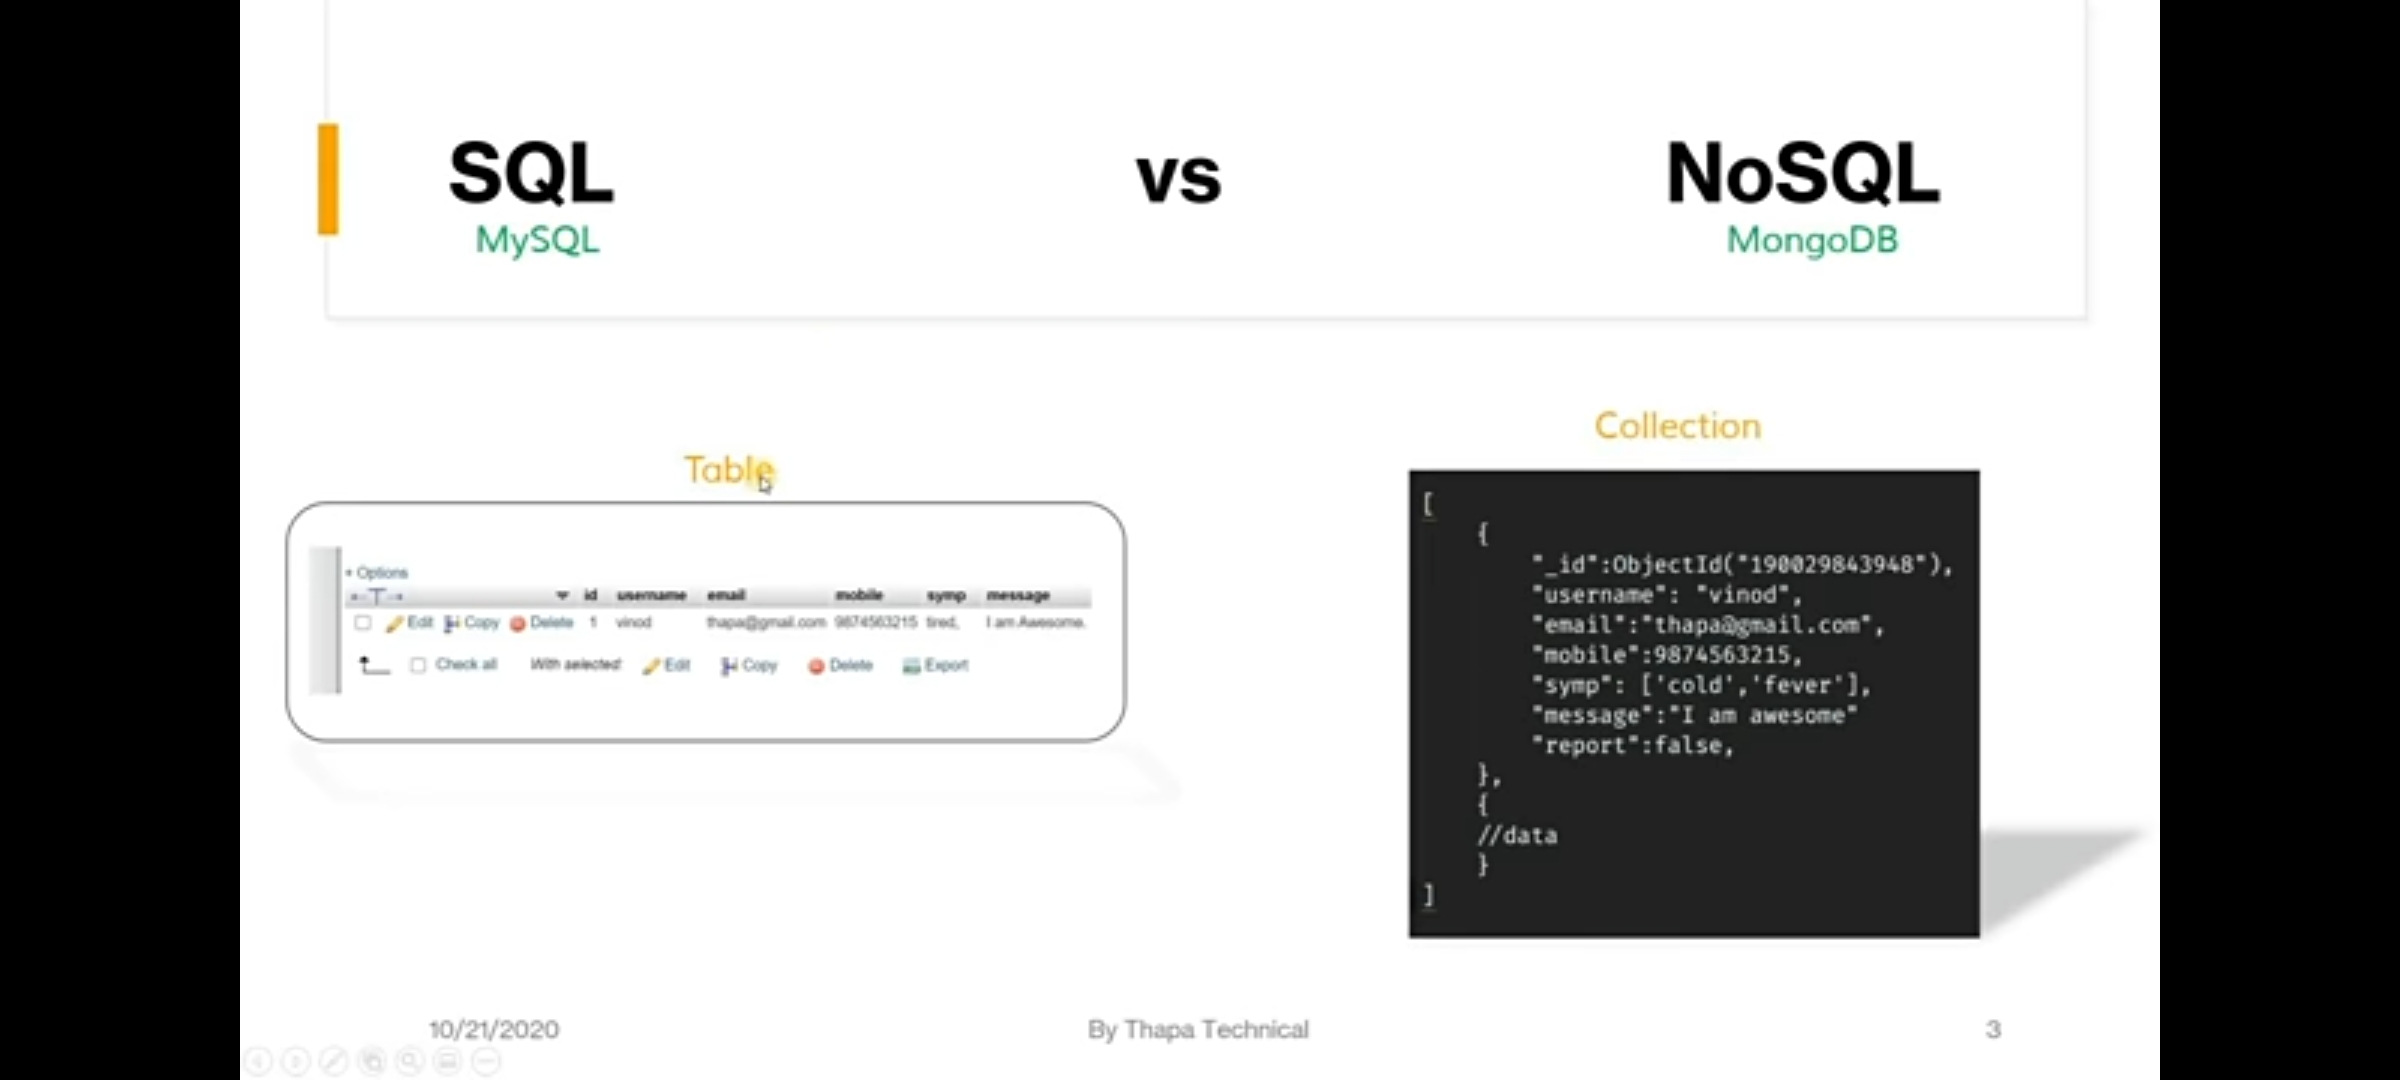 SQL vs NoSQL
MySQL MongoDB
Table
Options
id username email mobile symp message
Edit Copy Delete 1 vinod thapa@gmail.com 9874563215 tired, I am Awesome.
Check all With selected: Edit Copy Delete Export
Collection
[
{
"_id":ObjectId("190029843948"),
"username": "vinod",
"email":"thapa@gmail.com",
"mobile":9874563215,
"symp": ['cold','fever'],
"message":"I am awesome"
"report":false,
},
{
//data
}
]
10/21/2020 By Thapa Technical 3